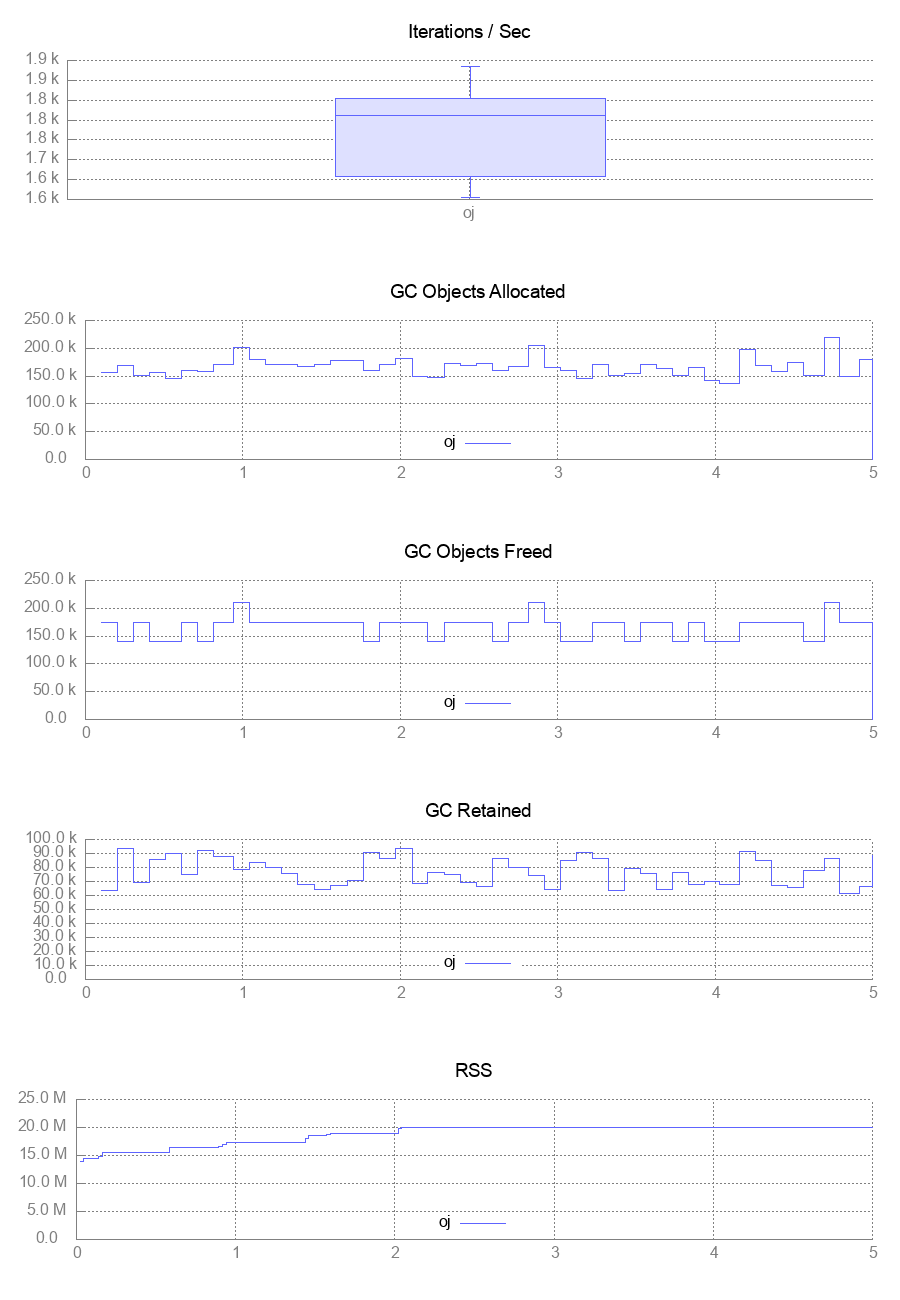 Iterations / Sec
1.9 k
1.9 k
1.8 k
1.8 k
1.8 k
1.7 k
1.6 k
1.6 k
oj
GC Objects Allocated
250.0 k
200.0 k
150.0 k
100.0 k
50.0 k
oj
0.0
0 1 2 3 4 5
GC Objects Freed
250.0 k
200.0 k
150.0 k
100.0 k
50.0 k
oj
0.0
0 1 2 3 4 5
GC Retained
100.0 k
90.0 k
80.0 k
70.0 k
60.0 k
50.0 k
40.0 k
30.0 k
20.0 k
10.0 k oj
0.0
0 1 2 3 4 5
RSS
25.0 M
20.0 M
15.0 M
10.0 M
5.0 M
oj
0.0
0 1 2 3 4 5